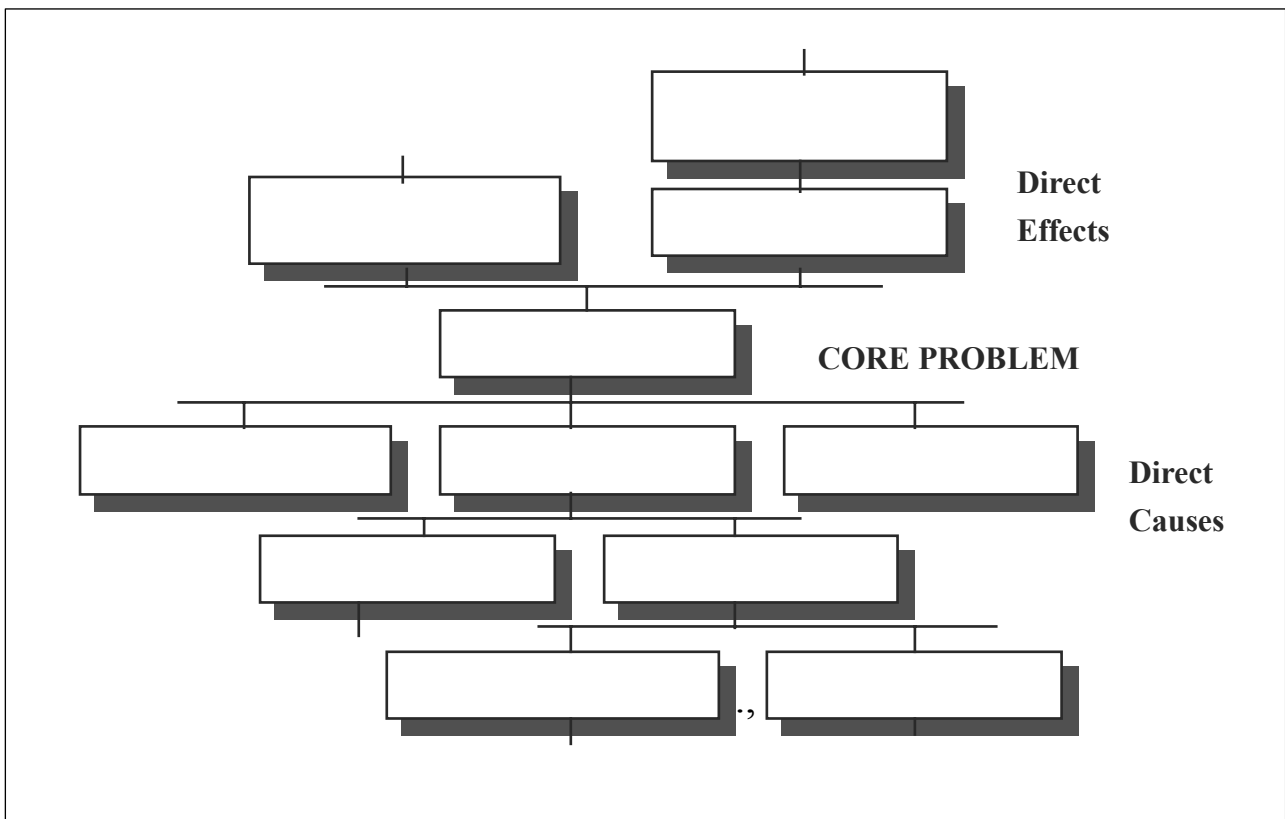 Direct
Effects
CORE PROBLEM
Direct
Causes
.,